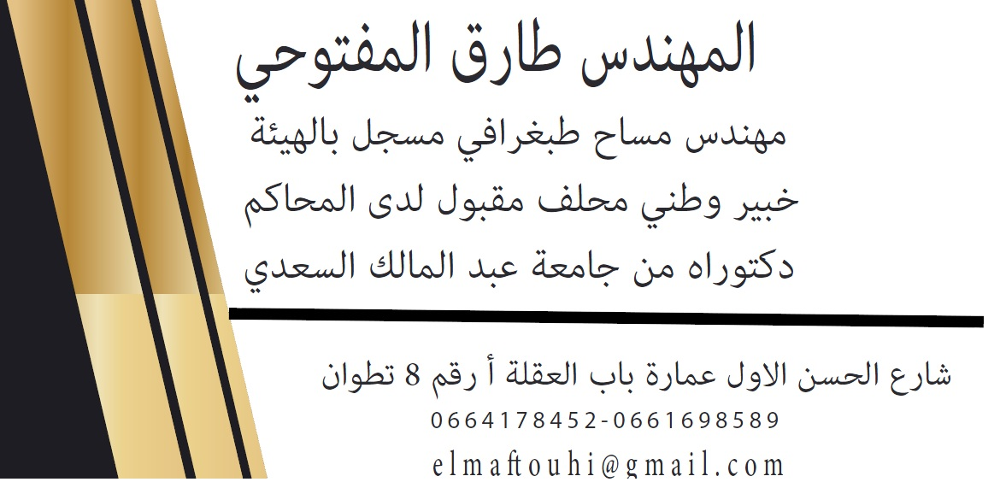 المهندس طارق المفتوحي
مهندس مساح طبغرافي مسجل بالهيئة
خبير وطني محلف مقبول لدى المحاكم
دكتوراه من جامعة عبد المالك السعدي
شارع الحسن الاول عمارة باب العقلة أ رقم 8 تطوان
0664178452-0661698589
elmaftouhi@gmail.com